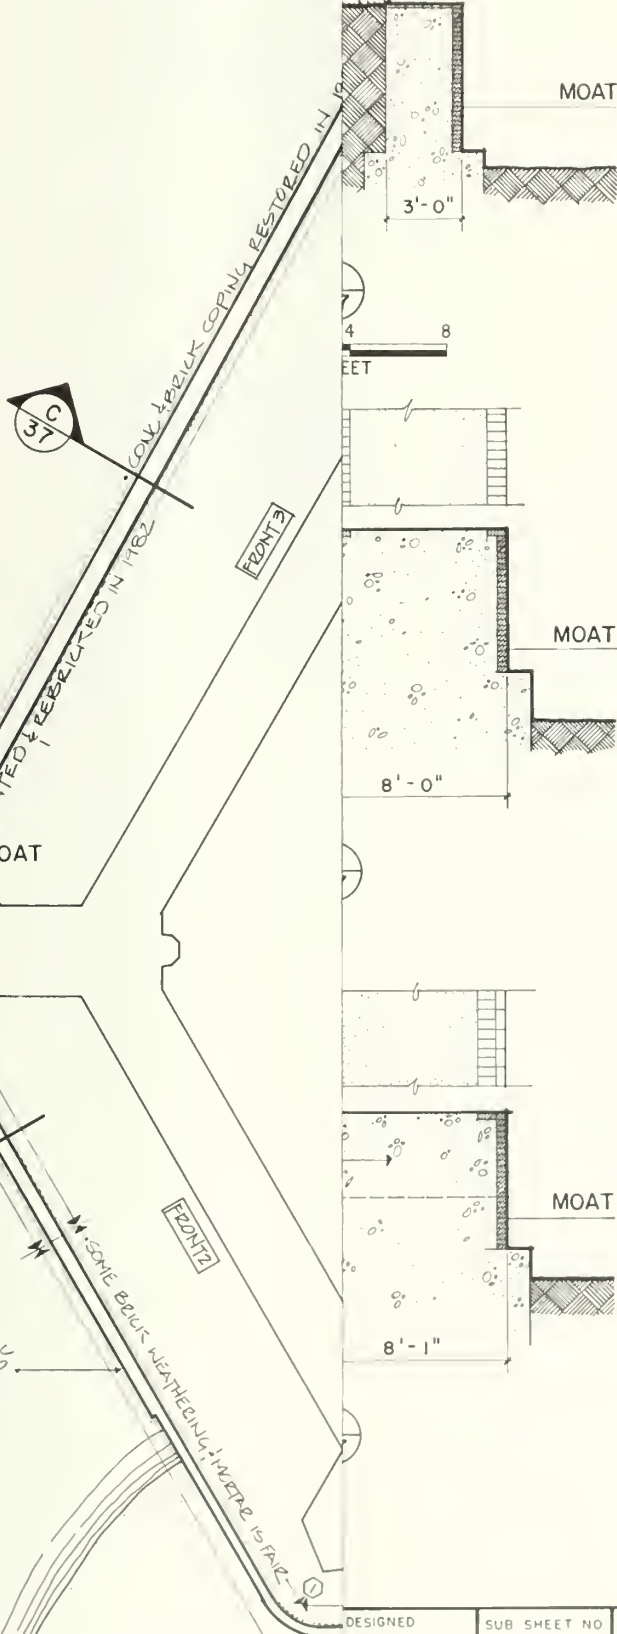 MOAT
3'-0"
· CONC & BRICK COPING RESTORED IN 19
7
4 8
EET
C
37
FRONT 3
TED & REBRICKED IN 1982
MOAT
8'-0"
OAT
FRONT 2
MOAT
· SOME BRICK WEATHERING; MORTAR IS FAIR-
8'-1"
1
DESIGNED
SUB SHEET NO